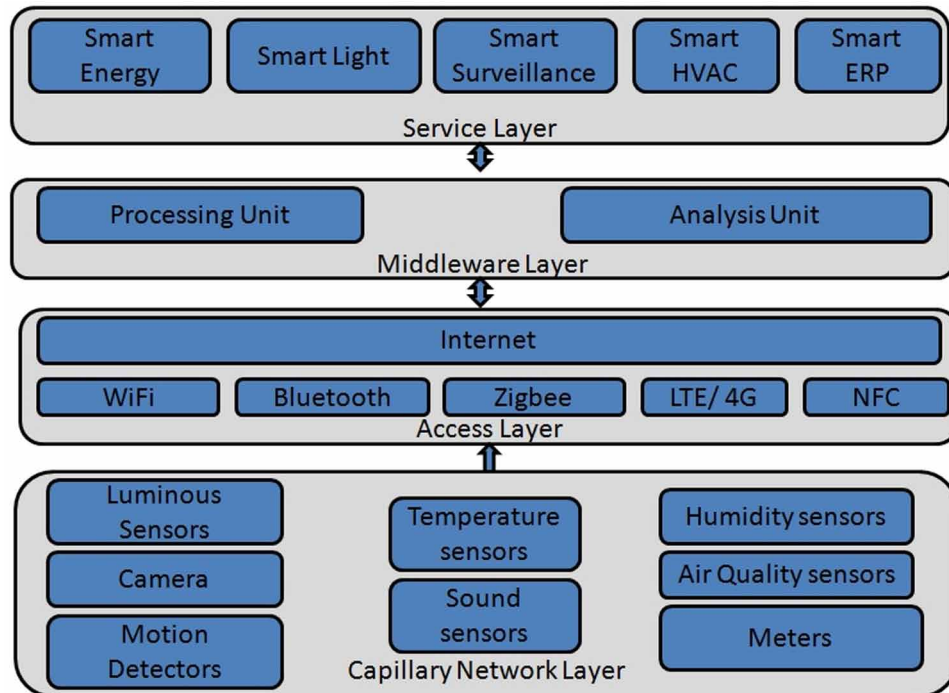 Smart
Energy
Smart Light
Smart
Surveillance
Smart
HVAC
Smart
ERP
Service Layer
Processing Unit
Analysis Unit
Middleware Layer
Internet
WiFi
Bluetooth
Zigbee
LTE/ 4G
NFC
Access Layer
Luminous
Sensors
Camera
Motion
Detectors
Temperature
sensors
Sound
sensors
Humidity sensors
Air Quality sensors
Meters
Capillary Network Layer